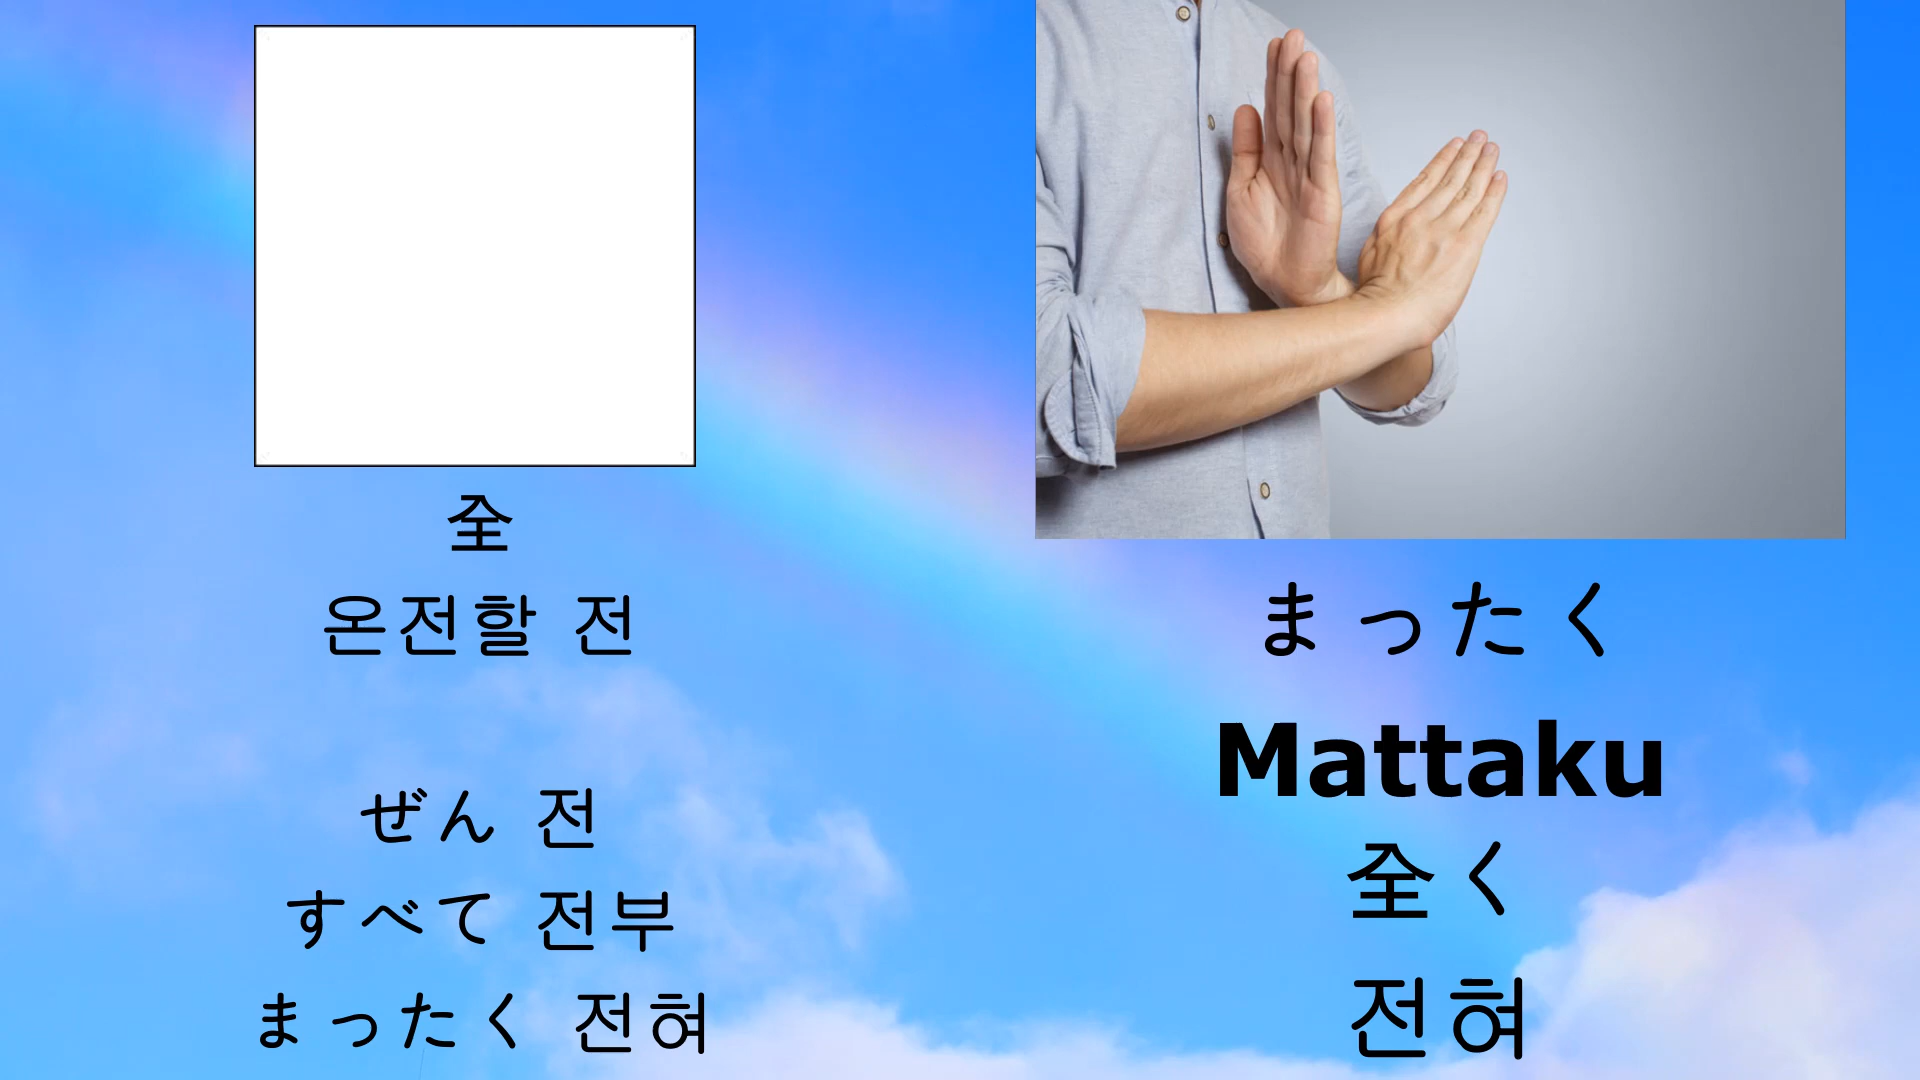 全
온전할 전
ぜん 전
すべて 전부
まったく 전혀
まったく
Mattaku
全く
전혀